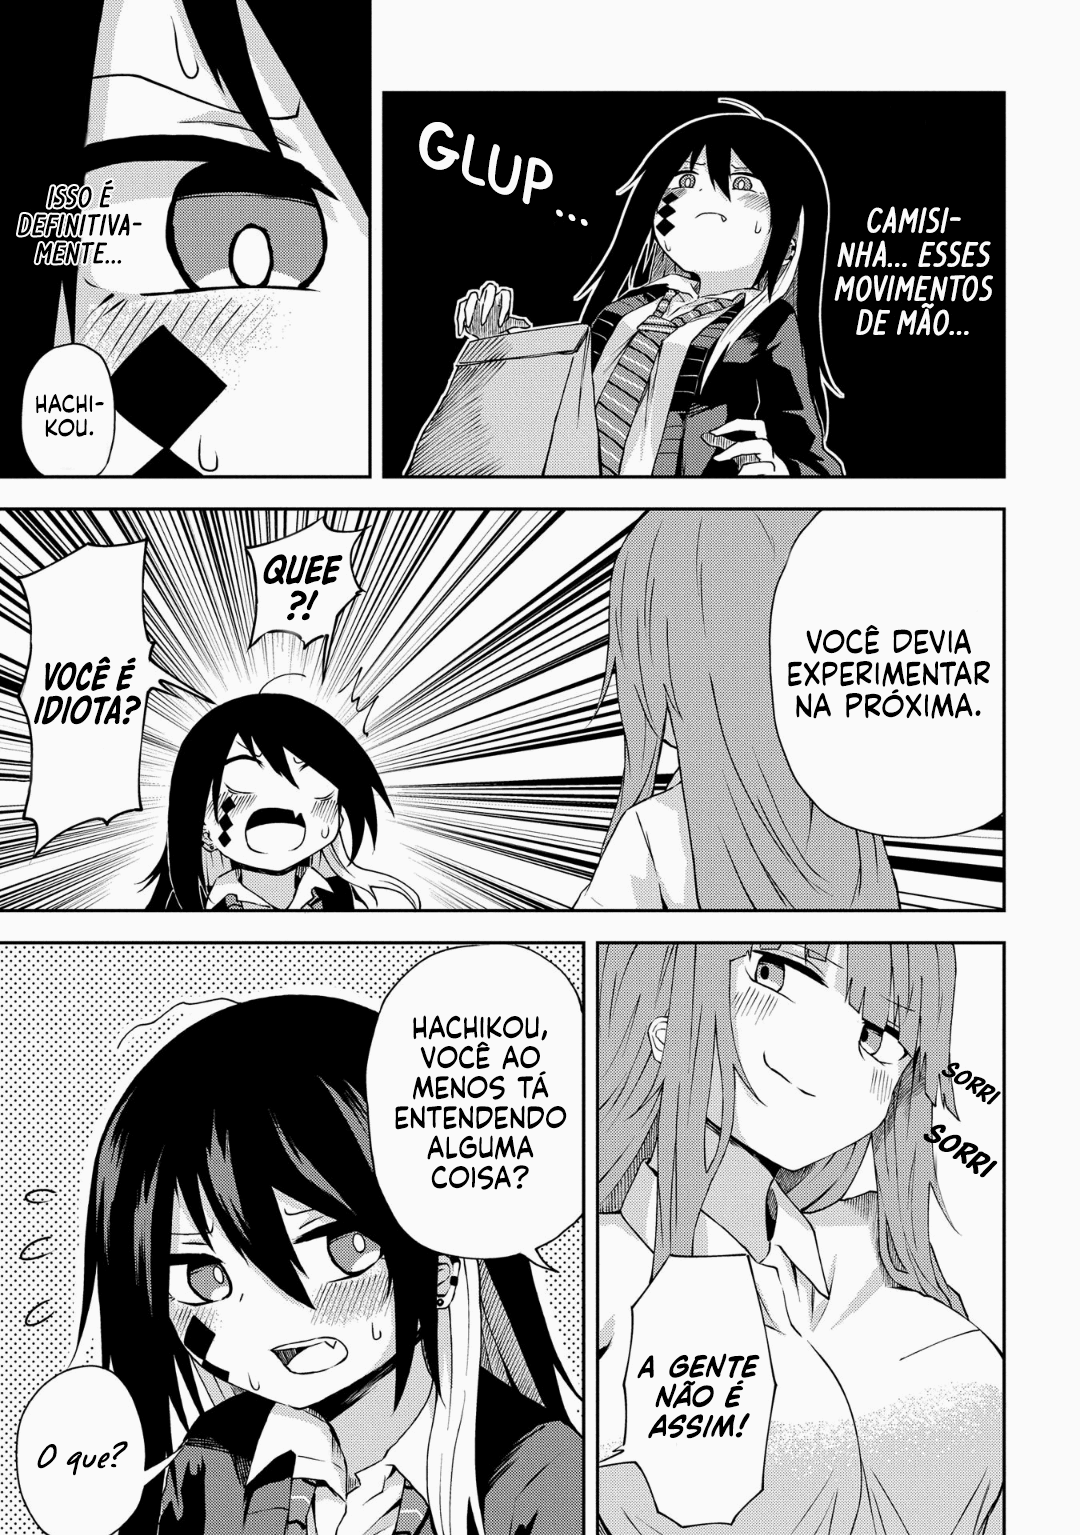 GLUP...
CAMISI-
NHA... ESSES
MOVIMENTOS
DE MÃO...
ISSO É
DEFINITIVA-
MENTE...
HACHI-
KOU.
VOCÊ DEVIA
EXPERIMENTAR
NA PRÓXIMA.
QUEE
?!
VOCÊ É
IDIOTA?
SORRI
SORRI
A GENTE
NÃO É
ASSIM!
HACHIKOU,
VOCÊ AO
MENOS TÁ
ENTENDENDO
ALGUMA
COISA?
O que?